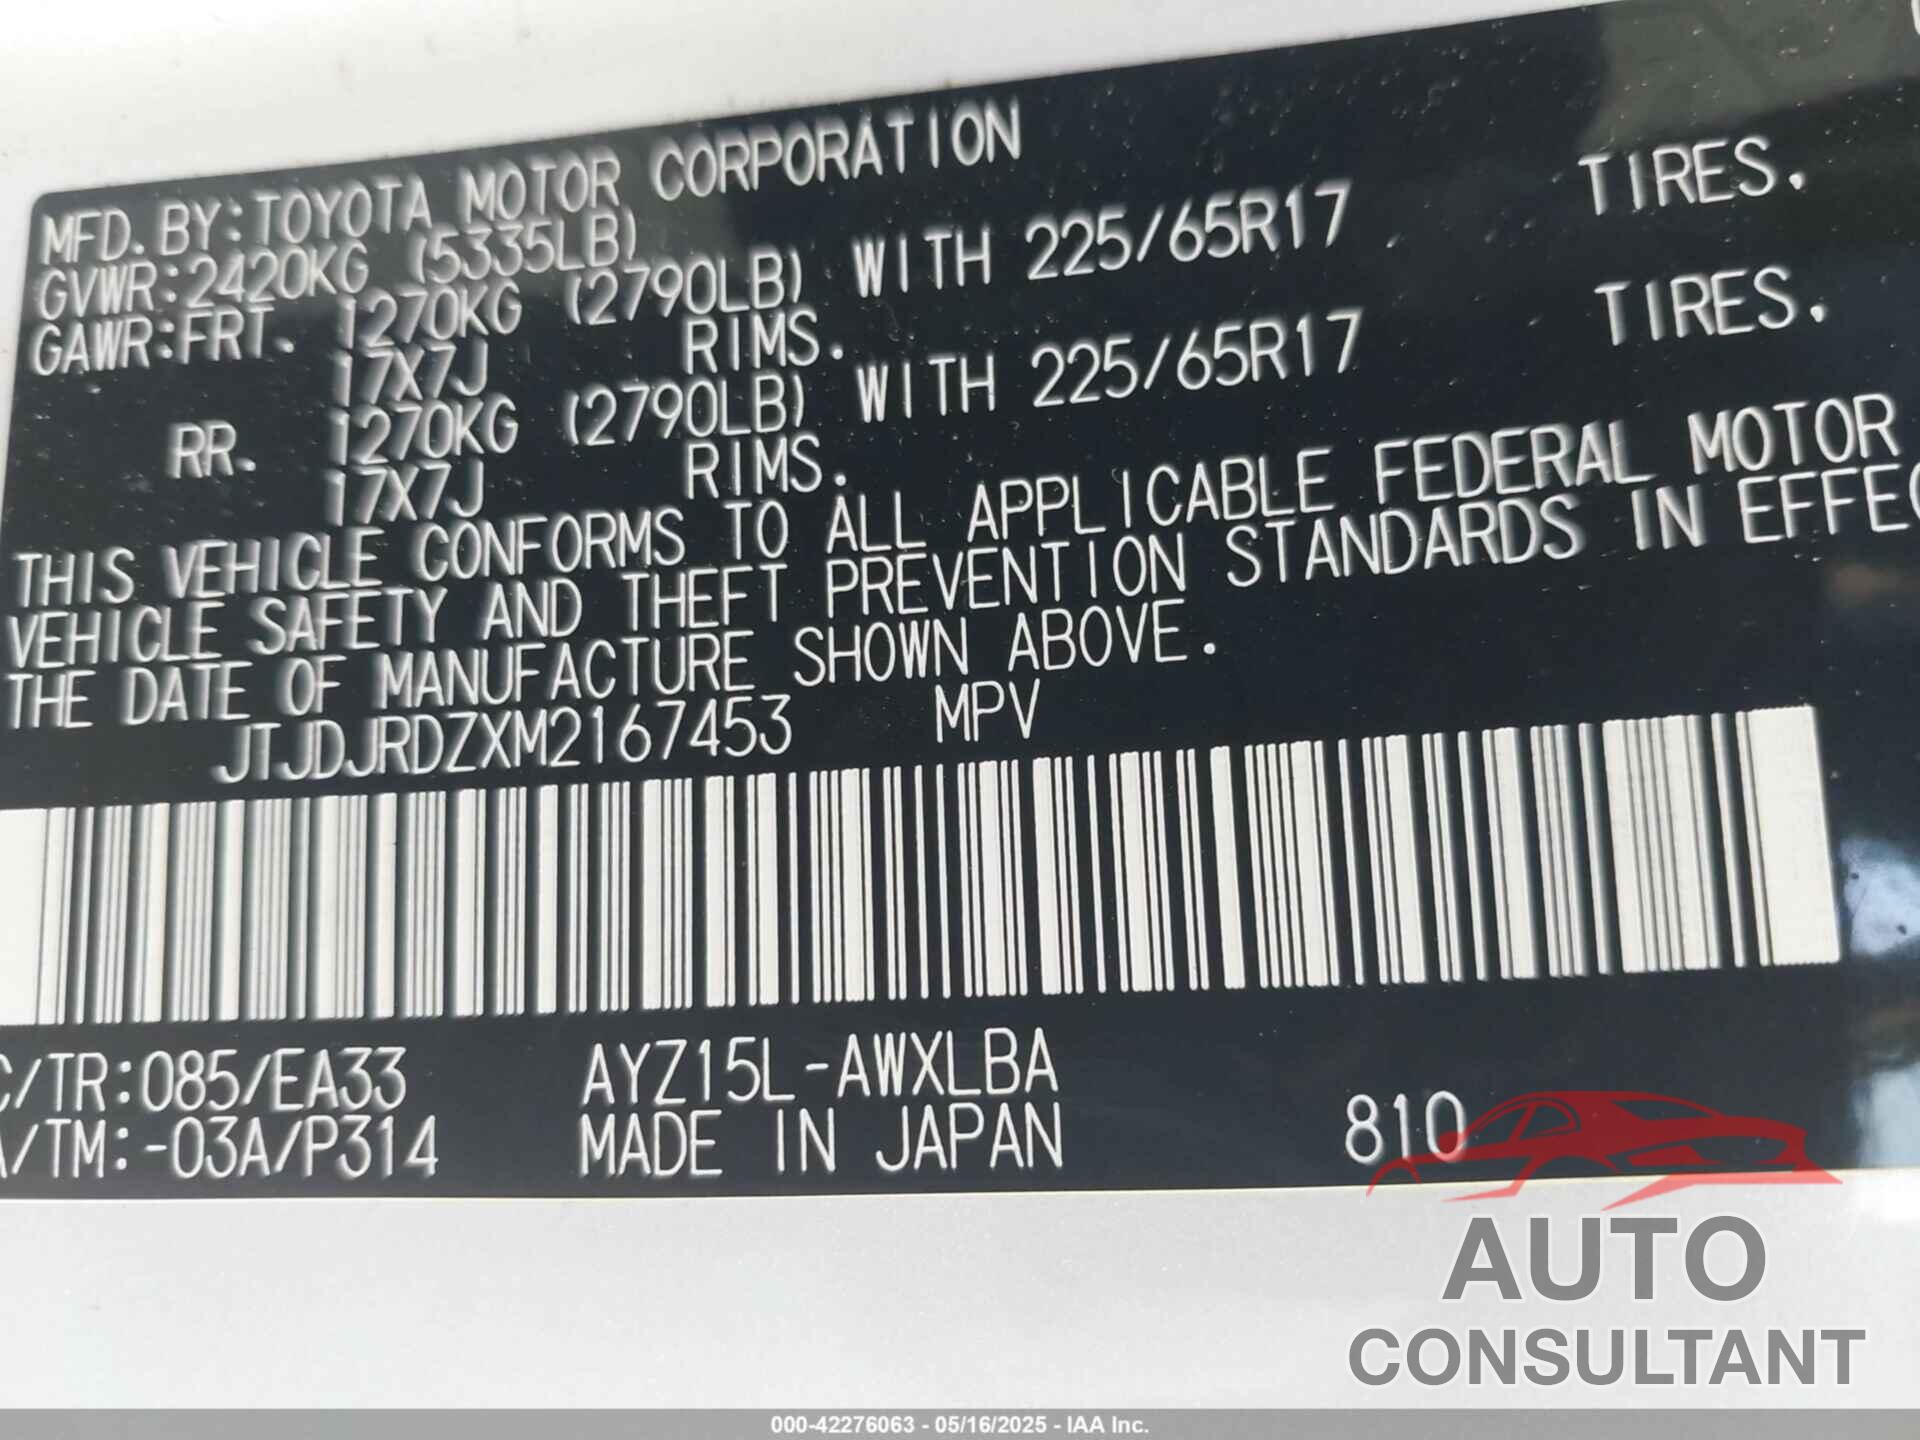 MFD. BY: TOYOTA MOTOR CORPORATION
GVWR: 2420KG (5335LB)
GAWR: FRT. 1270KG (2790LB) WITH 225/65R17 TIRES.
17X7J RIMS.
RR. 1270KG (2790LB) WITH 225/65R17 TIRES.
17X7J RIMS.
THIS VEHICLE CONFORMS TO ALL APPLICABLE FEDERAL MOTOR
VEHICLE SAFETY AND THEFT PREVENTION STANDARDS IN EFFEC
THE DATE OF MANUFACTURE SHOWN ABOVE.
JTJDJRDZXM2167453 MPV
C/TR: 085/EA33 AYZ15L-AWXLBA
A/TM: -03A/P314 MADE IN JAPAN 810
AUTO
CONSULTANT
000-42276063 - 05/16/2025 - IAA Inc.